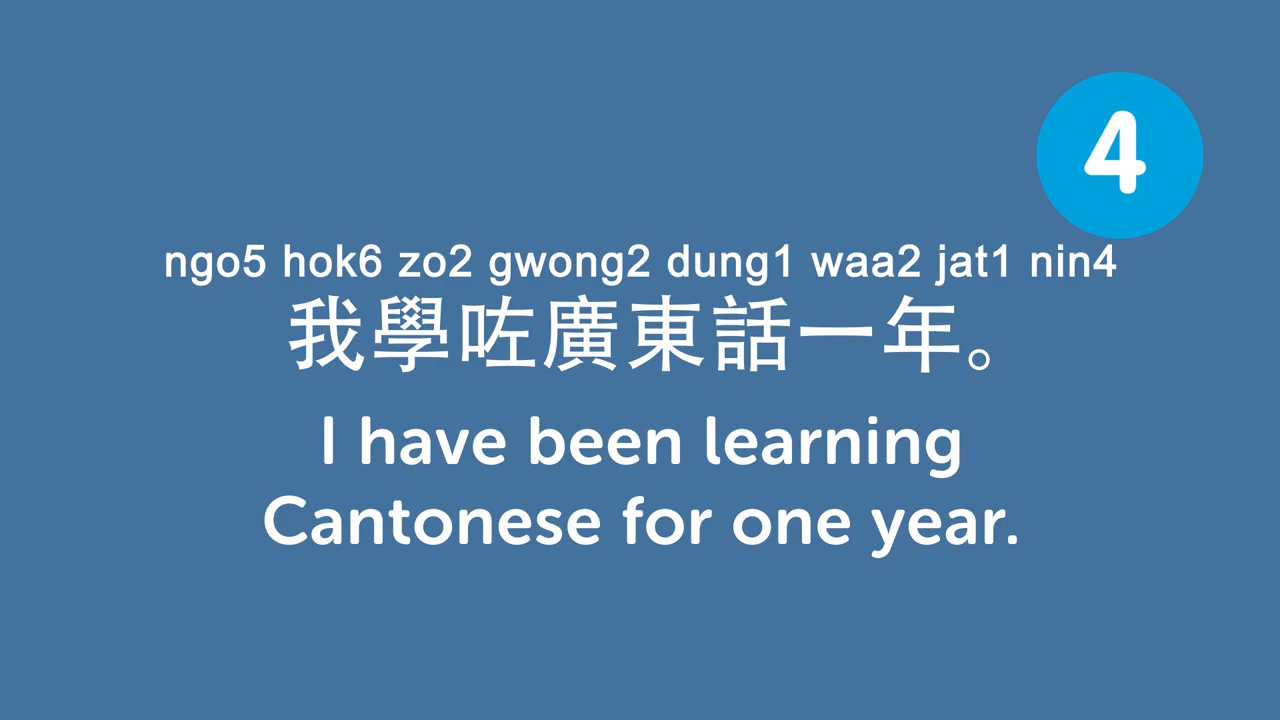 4
ngo5 hok6 zo2 gwong2 dung1 waa2 jat1 nin4
我學咗廣東話一年。
I have been learning
Cantonese for one year.